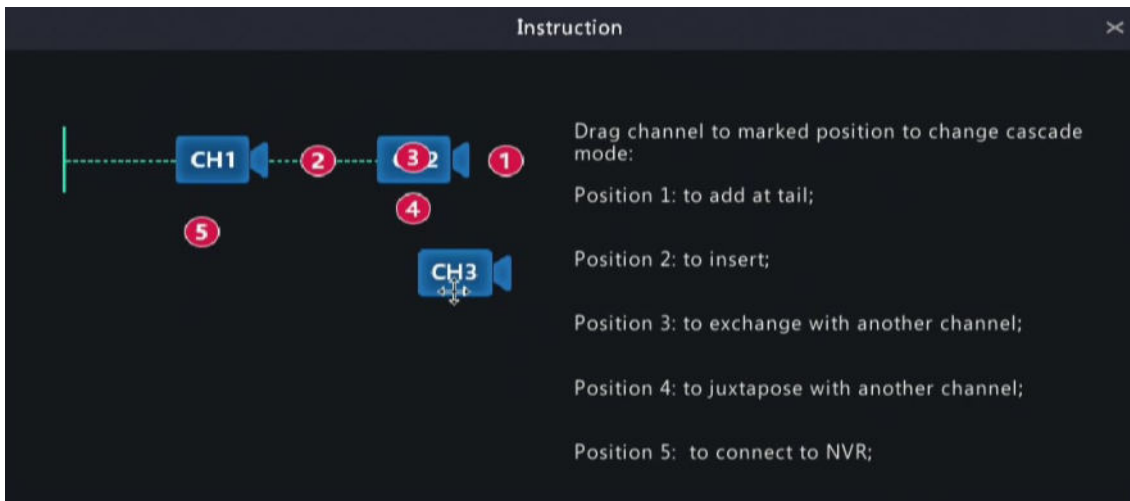 Instruction
CH1
2
3
2
1
4
5
CH3
Drag channel to marked position to change cascade
mode:
Position 1: to add at tail;
Position 2: to insert;
Position 3: to exchange with another channel;
Position 4: to juxtapose with another channel;
Position 5:  to connect to NVR;